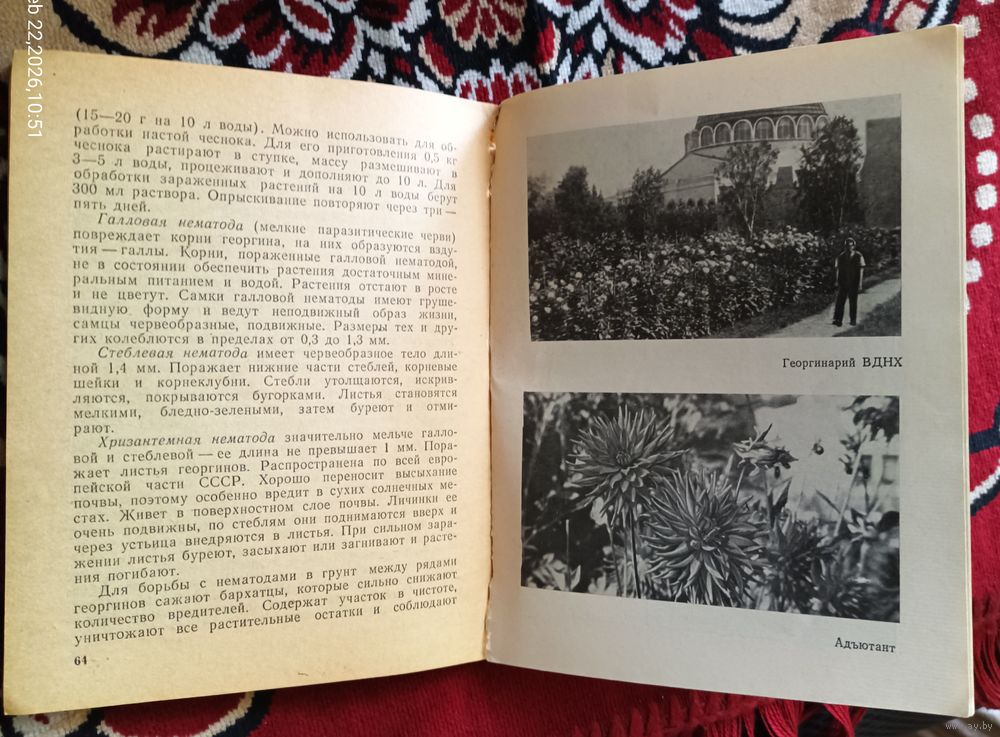 eb 22,2026,10:51
(15—20 г на 10 л воды). Можно использовать для об-
работки настой чеснока. Для его приготовления 0,5 кг
чеснока растирают в ступке, массу размешивают в
3—5 л воды, процеживают и дополняют до 10 л. Для
обработки зараженных растений на 10 л воды берут
300 мл раствора. Опрыскивание повторяют через три —
пять дней.
Галловая нематода (мелкие паразитические черви)
повреждает корни георгина, на них образуются взду-
тия — галлы. Корни, пораженные галловой нематодой,
не в состоянии обеспечить растения достаточным мине-
ральным питанием и водой. Растения отстают в росте
и не цветут. Самки галловой нематоды имеют груше-
видную форму и ведут неподвижный образ жизни,
самцы червеобразные, подвижные. Размеры тех и дру-
гих колеблются в пределах от 0,3 до 1,3 мм.
Стеблевая нематода имеет червеобразное тело дли-
ной 1,4 мм. Поражает нижние части стеблей, корневые
шейки и корнеклубни. Стебли утолщаются, искрив-
ляются, покрываются бугорками. Листья становятся
мелкими, бледно-зелеными, затем буреют и отми-
рают.
Хризантемная нематода значительно мельче галло-
вой и стеблевой — ее длина не превышает 1 мм. Пора-
жает листья георгинов. Распространена по всей евро-
пейской части СССР. Хорошо переносит высыхание
почвы, поэтому особенно вредит в сухих солнечных ме-
стах. Живет в поверхностном слое почвы. Личинки ее
очень подвижны, по стеблям они поднимаются вверх и
через устьица внедряются в листья. При сильном зара-
жении листья буреют, засыхают или загнивают и расте-
ния погибают.
Для борьбы с нематодами в грунт между рядами
георгинов сажают бархатцы, которые сильно снижают
количество вредителей. Содержат участок в чистоте,
уничтожают все растительные остатки и соблюдают
64
Георгинарий ВДНХ
Адъютант
www.ay.by